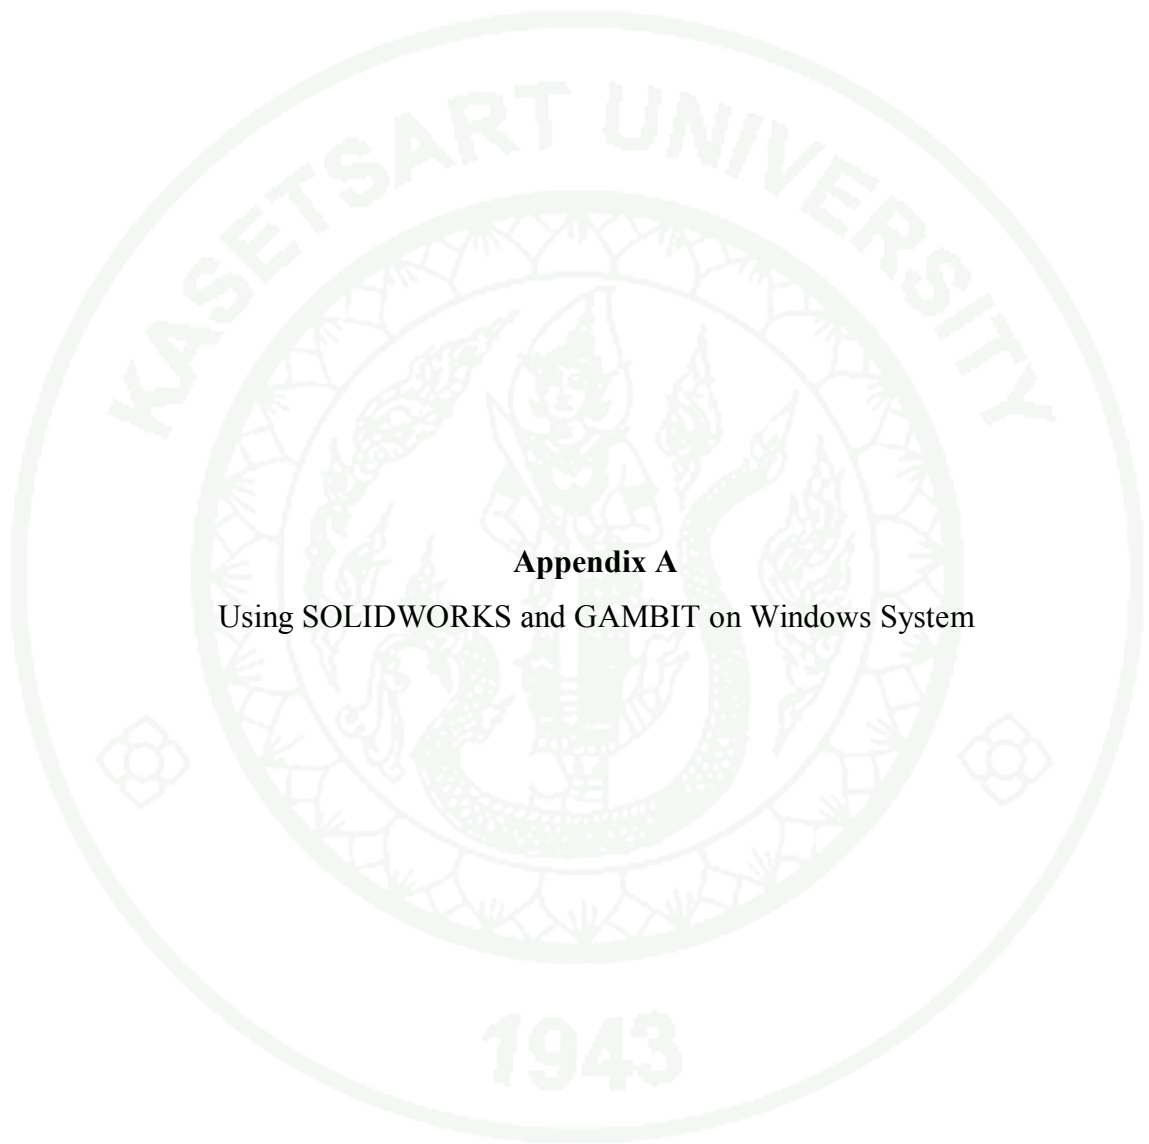 KASETSART UNIVERSITY
Appendix A
Using SOLIDWORKS and GAMBIT on Windows System
1943